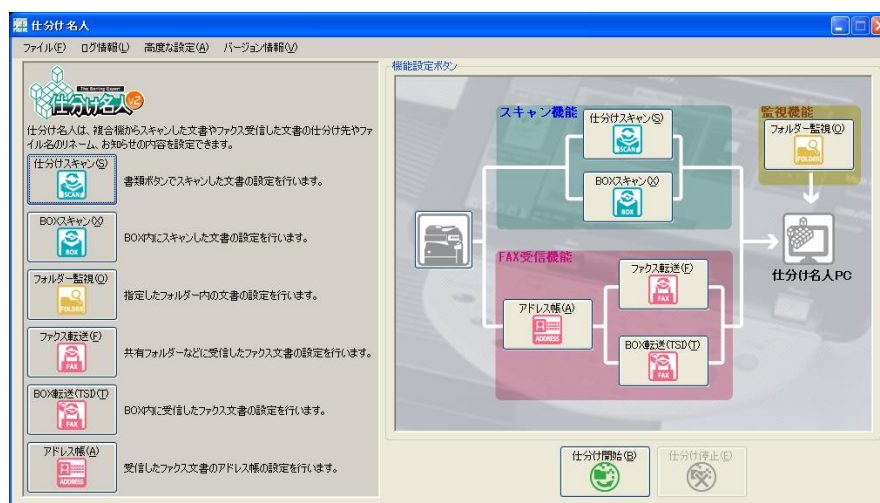 仕分け名人
ファイル(F) ログ情報(L) 高度な設定(A) バージョン情報(V)
The Sorting Expert
仕分け名人V2
仕分け名人は、複合機からスキャンした文書やファクス受信した文書の仕分け先やファ
イル名のリネーム、お知らせの内容を設定できます。
仕分けスキャン(S)
SCAN
書類ボタンでスキャンした文書の設定を行います。
BOXスキャン(X)
BOX
BOX内にスキャンした文書の設定を行います。
フォルダー監視(O)
FOLDER
指定したフォルダー内の文書の設定を行います。
ファクス転送(F)
FAX
共有フォルダーなどに受信したファクス文書の設定を行います。
BOX転送(TSD(T)
FAX
BOX内に受信したファクス文書の設定を行います。
アドレス帳(A)
ADDRESS
受信したファクス文書のアドレス帳の設定を行います。
機能設定ボタン
スキャン機能
仕分けスキャン(S)
SCAN
BOXスキャン(X)
BOX
監視機能
フォルダー監視(O)
FOLDER
FAX受信機能
アドレス帳(A)
ADDRESS
ファクス転送(F)
FAX
BOX転送(TSD(T)
FAX
仕分け名人PC
仕分け開始(B)
仕分け停止(E)